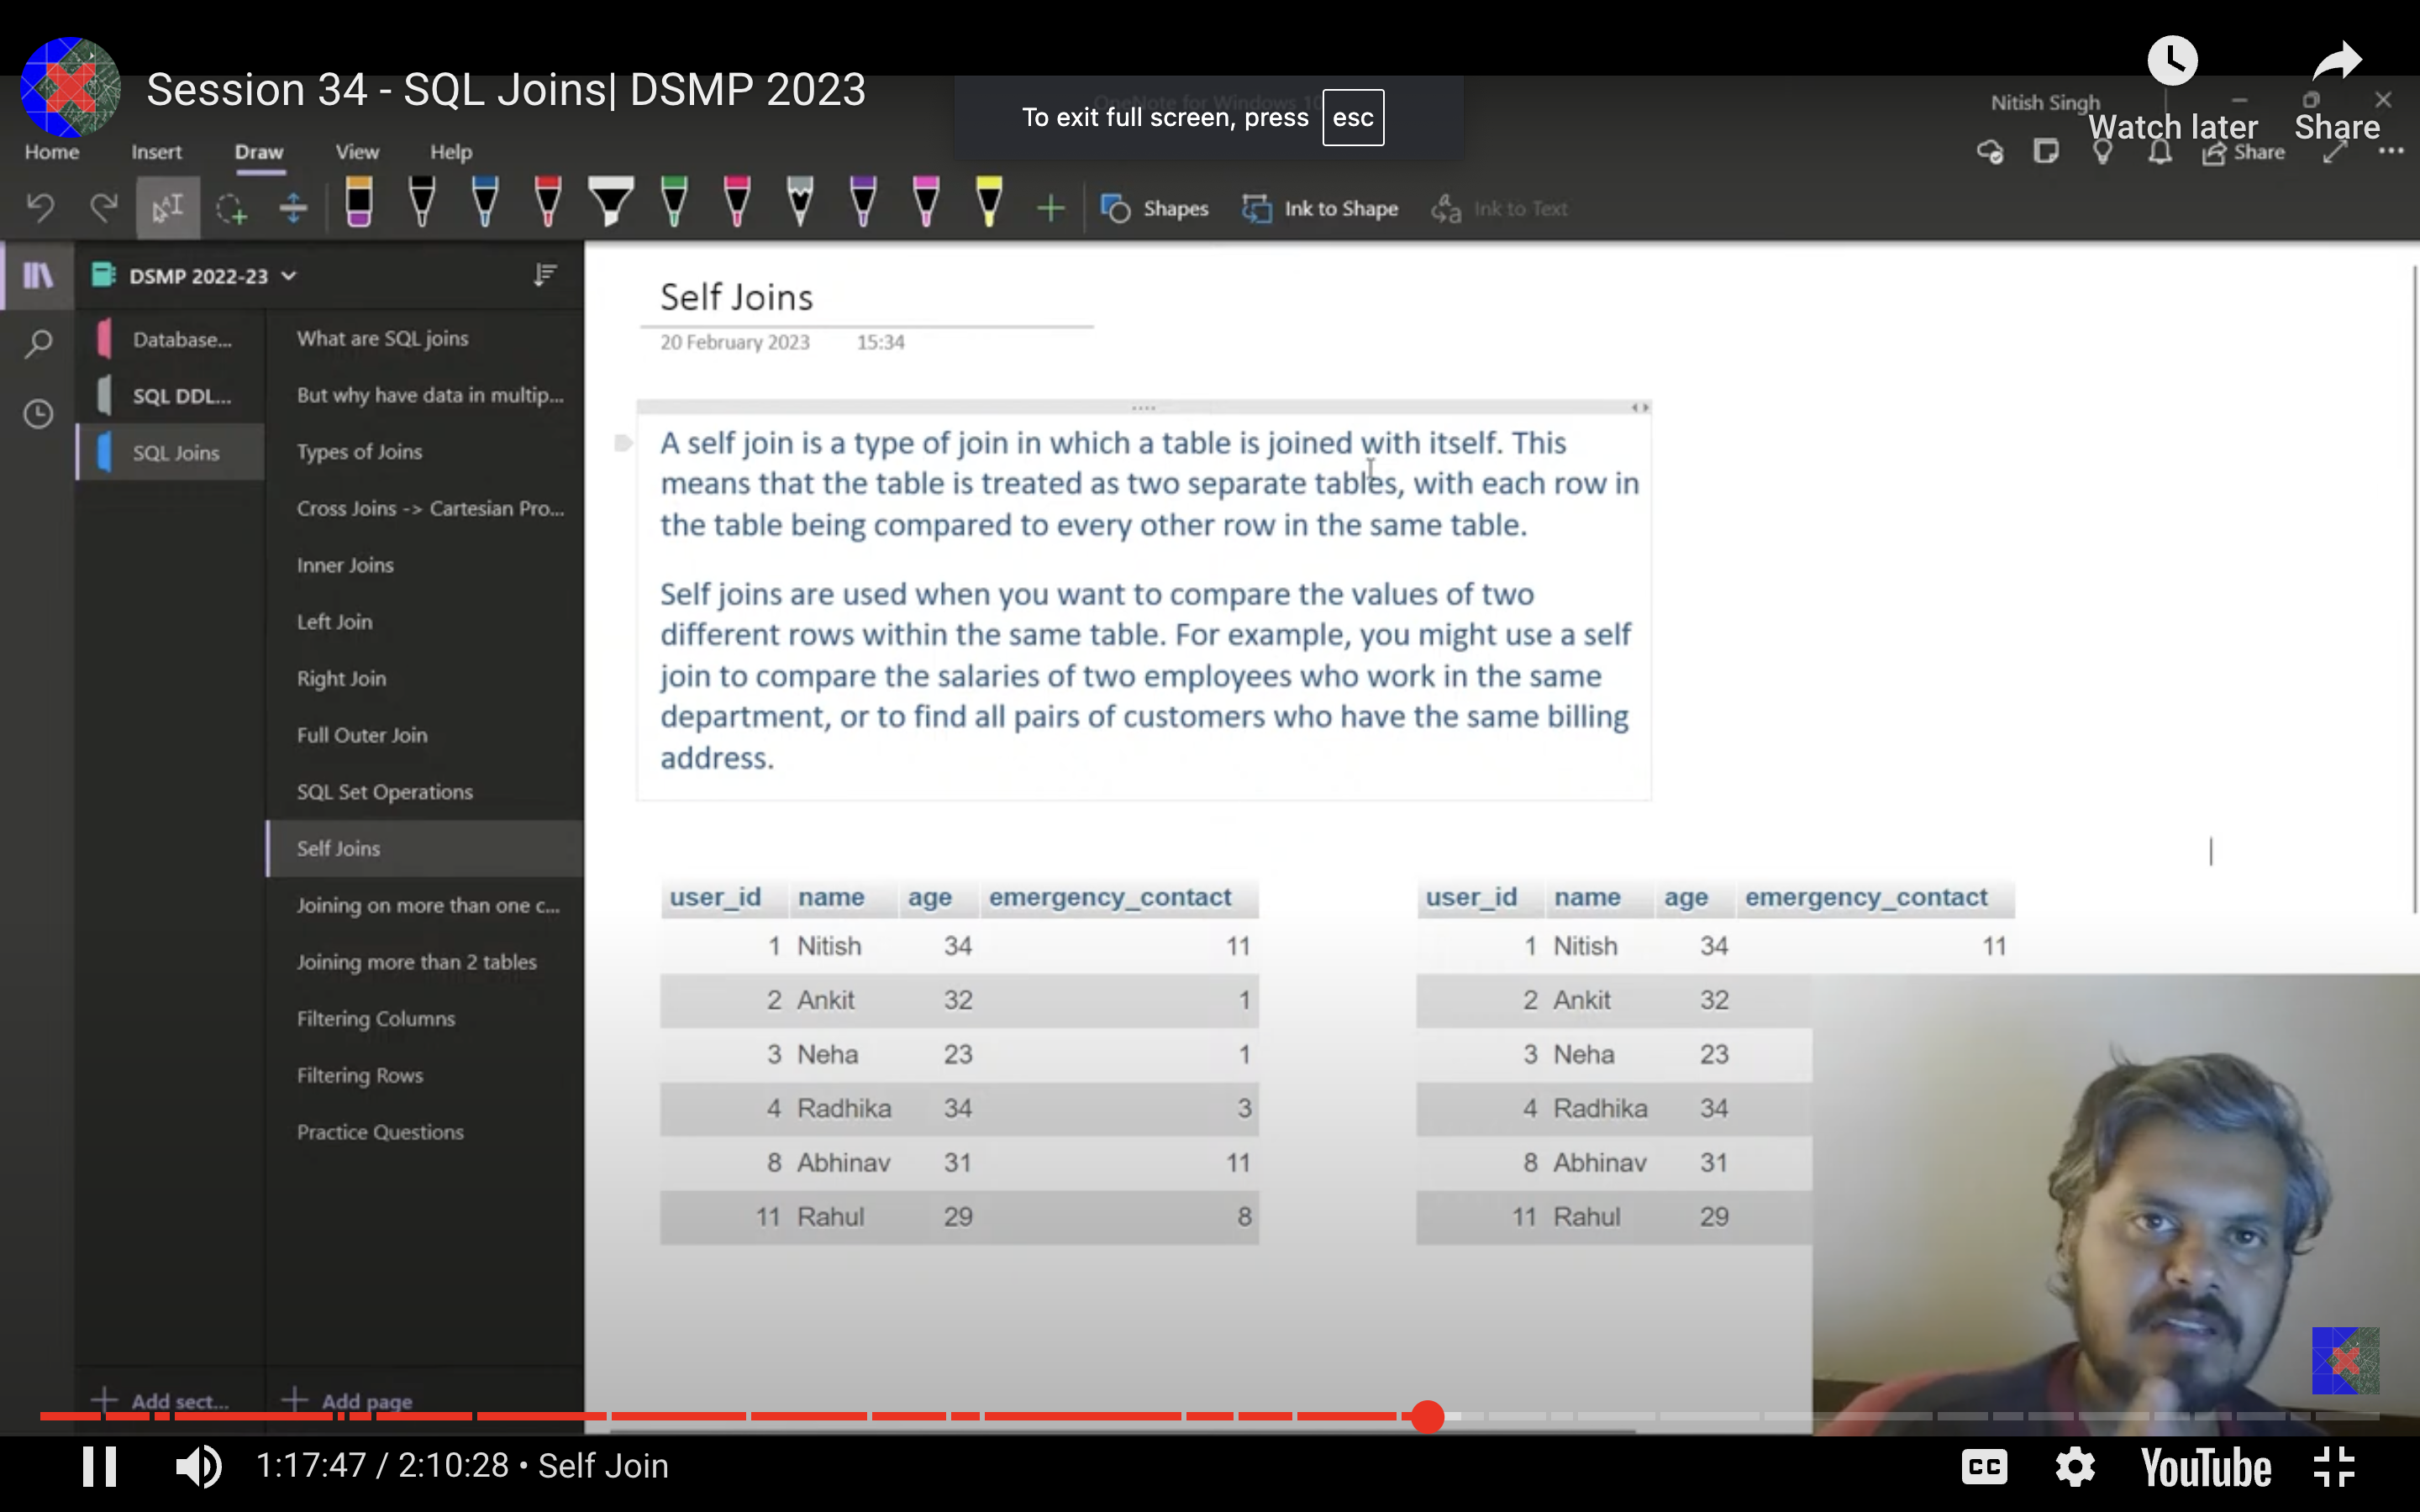 Session 34 - SQL Joins| DSMP 2023
To exit full screen, press esc
OneNote for Windows 10
Nitish Singh
Watch later
Share
Home Insert Draw View Help
Share
Shapes Ink to Shape Ink to Text
DSMP 2022-23
Database...
SQL DDL...
SQL Joins
What are SQL joins
But why have data in multip...
Types of Joins
Cross Joins -> Cartesian Pro...
Inner Joins
Left Join
Right Join
Full Outer Join
SQL Set Operations
Self Joins
Joining on more than one c...
Joining more than 2 tables
Filtering Columns
Filtering Rows
Practice Questions
Add sect...
Add page
Self Joins
20 February 2023 15:34
A self join is a type of join in which a table is joined with itself. This
means that the table is treated as two separate tables, with each row in
the table being compared to every other row in the same table.
Self joins are used when you want to compare the values of two
different rows within the same table. For example, you might use a self
join to compare the salaries of two employees who work in the same
department, or to find all pairs of customers who have the same billing
address.
user_id name age emergency_contact
1 Nitish 34 11
2 Ankit 32 1
3 Neha 23 1
4 Radhika 34 3
8 Abhinav 31 11
11 Rahul 29 8
user_id name age emergency_contact
1 Nitish 34 11
2 Ankit 32
3 Neha 23
4 Radhika 34
8 Abhinav 31
11 Rahul 29
1:17:47 / 2:10:28 • Self Join
CC
YouTube